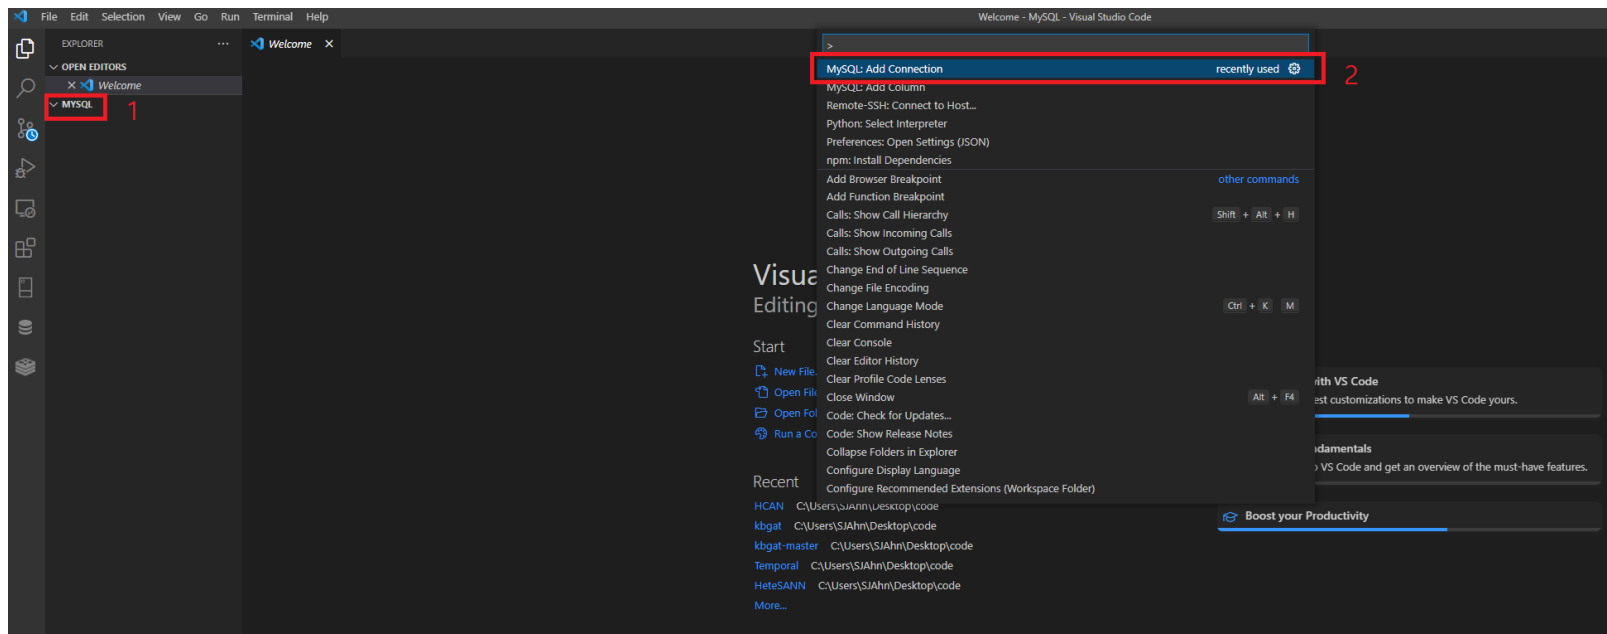 File Edit Selection View Go Run Terminal Help
Welcome - MySQL - Visual Studio Code
EXPLORER
OPEN EDITORS
Welcome
MYSQL
1
Welcome
>
MySQL: Add Connection recently used
2
MySQL: Add Column
Remote-SSH: Connect to Host...
Python: Select Interpreter
Preferences: Open Settings (JSON)
npm: Install Dependencies
Add Browser Breakpoint other commands
Add Function Breakpoint
Calls: Show Call Hierarchy Shift + Alt + H
Calls: Show Incoming Calls
Calls: Show Outgoing Calls
Change End of Line Sequence
Change File Encoding
Change Language Mode Ctrl + K M
Clear Command History
Clear Console
Clear Editor History
Clear Profile Code Lenses
Close Window Alt + F4
Code: Check for Updates...
Code: Show Release Notes
Collapse Folders in Explorer
Configure Display Language
Configure Recommended Extensions (Workspace Folder)
Visua
Editing
Start
New File
Open File
Open Fol
Run a Co
Recent
HCAN C:\Users\SJAhn\Desktop\code
kbgat C:\Users\SJAhn\Desktop\code
kbgat-master C:\Users\SJAhn\Desktop\code
Temporal C:\Users\SJAhn\Desktop\code
HeteSANN C:\Users\SJAhn\Desktop\code
More...
with VS Code
est customizations to make VS Code yours.
ndamentals
VS Code and get an overview of the must-have features.
Boost your Productivity